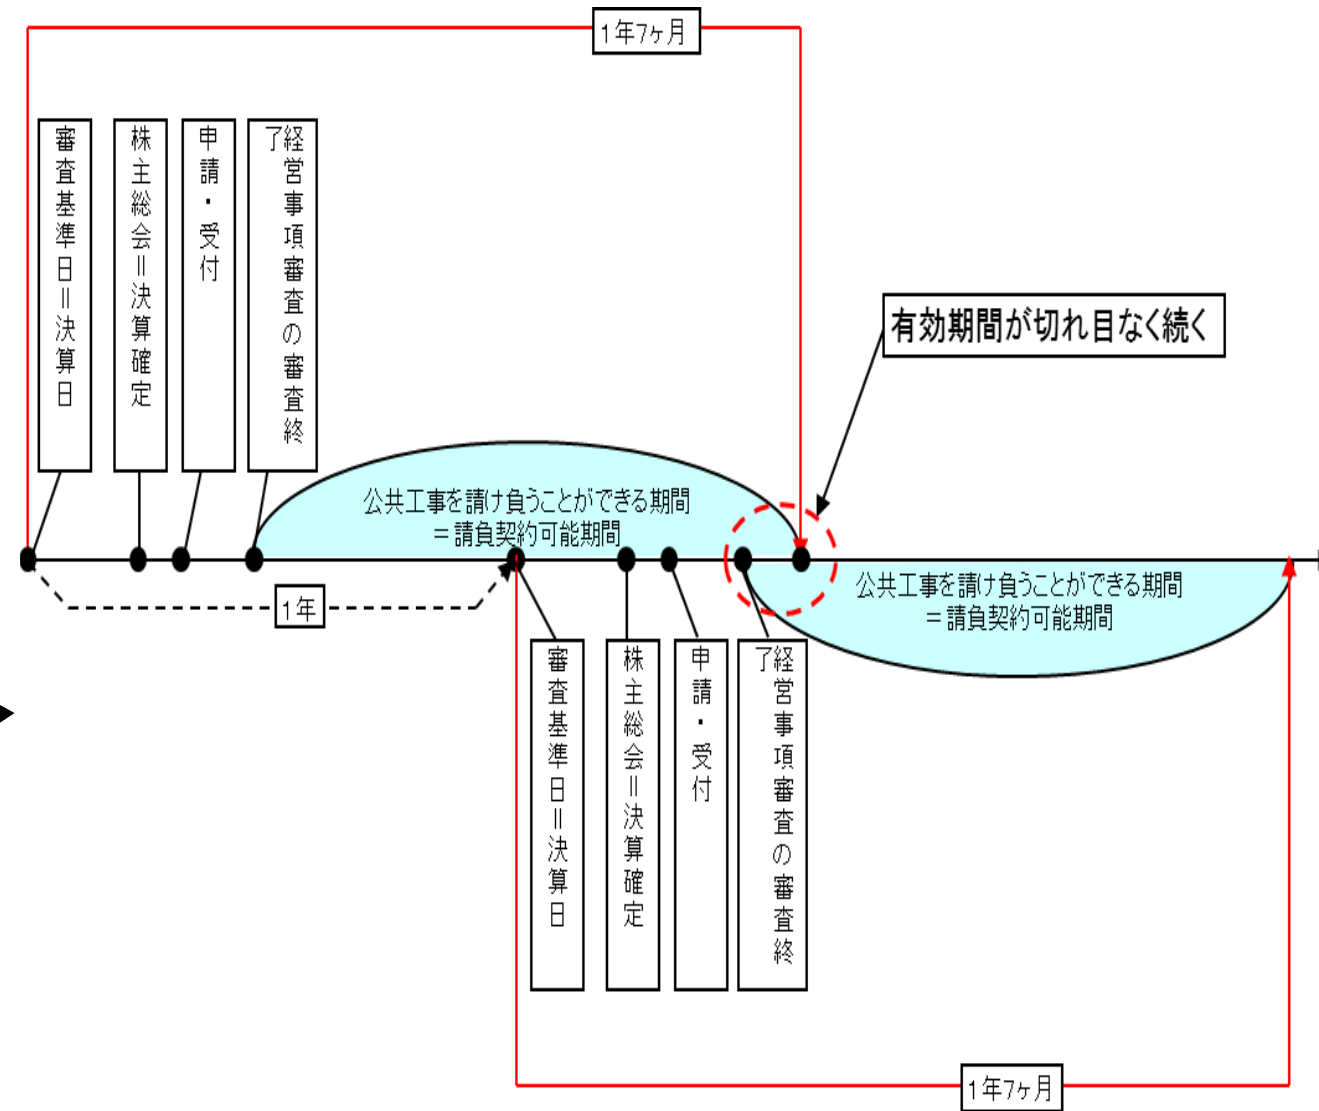 1年7ヶ月
審査基準日＝決算日
株主総会＝決算確定
申請・受付
経営事項審査の審査終
了
有効期間が切れ目なく続く
公共工事を請け負うことができる期間
＝請負契約可能期間
1年
公共工事を請け負うことができる期間
＝請負契約可能期間
審査基準日＝決算日
株主総会＝決算確定
申請・受付
経営事項審査の審査終
了
1年7ヶ月